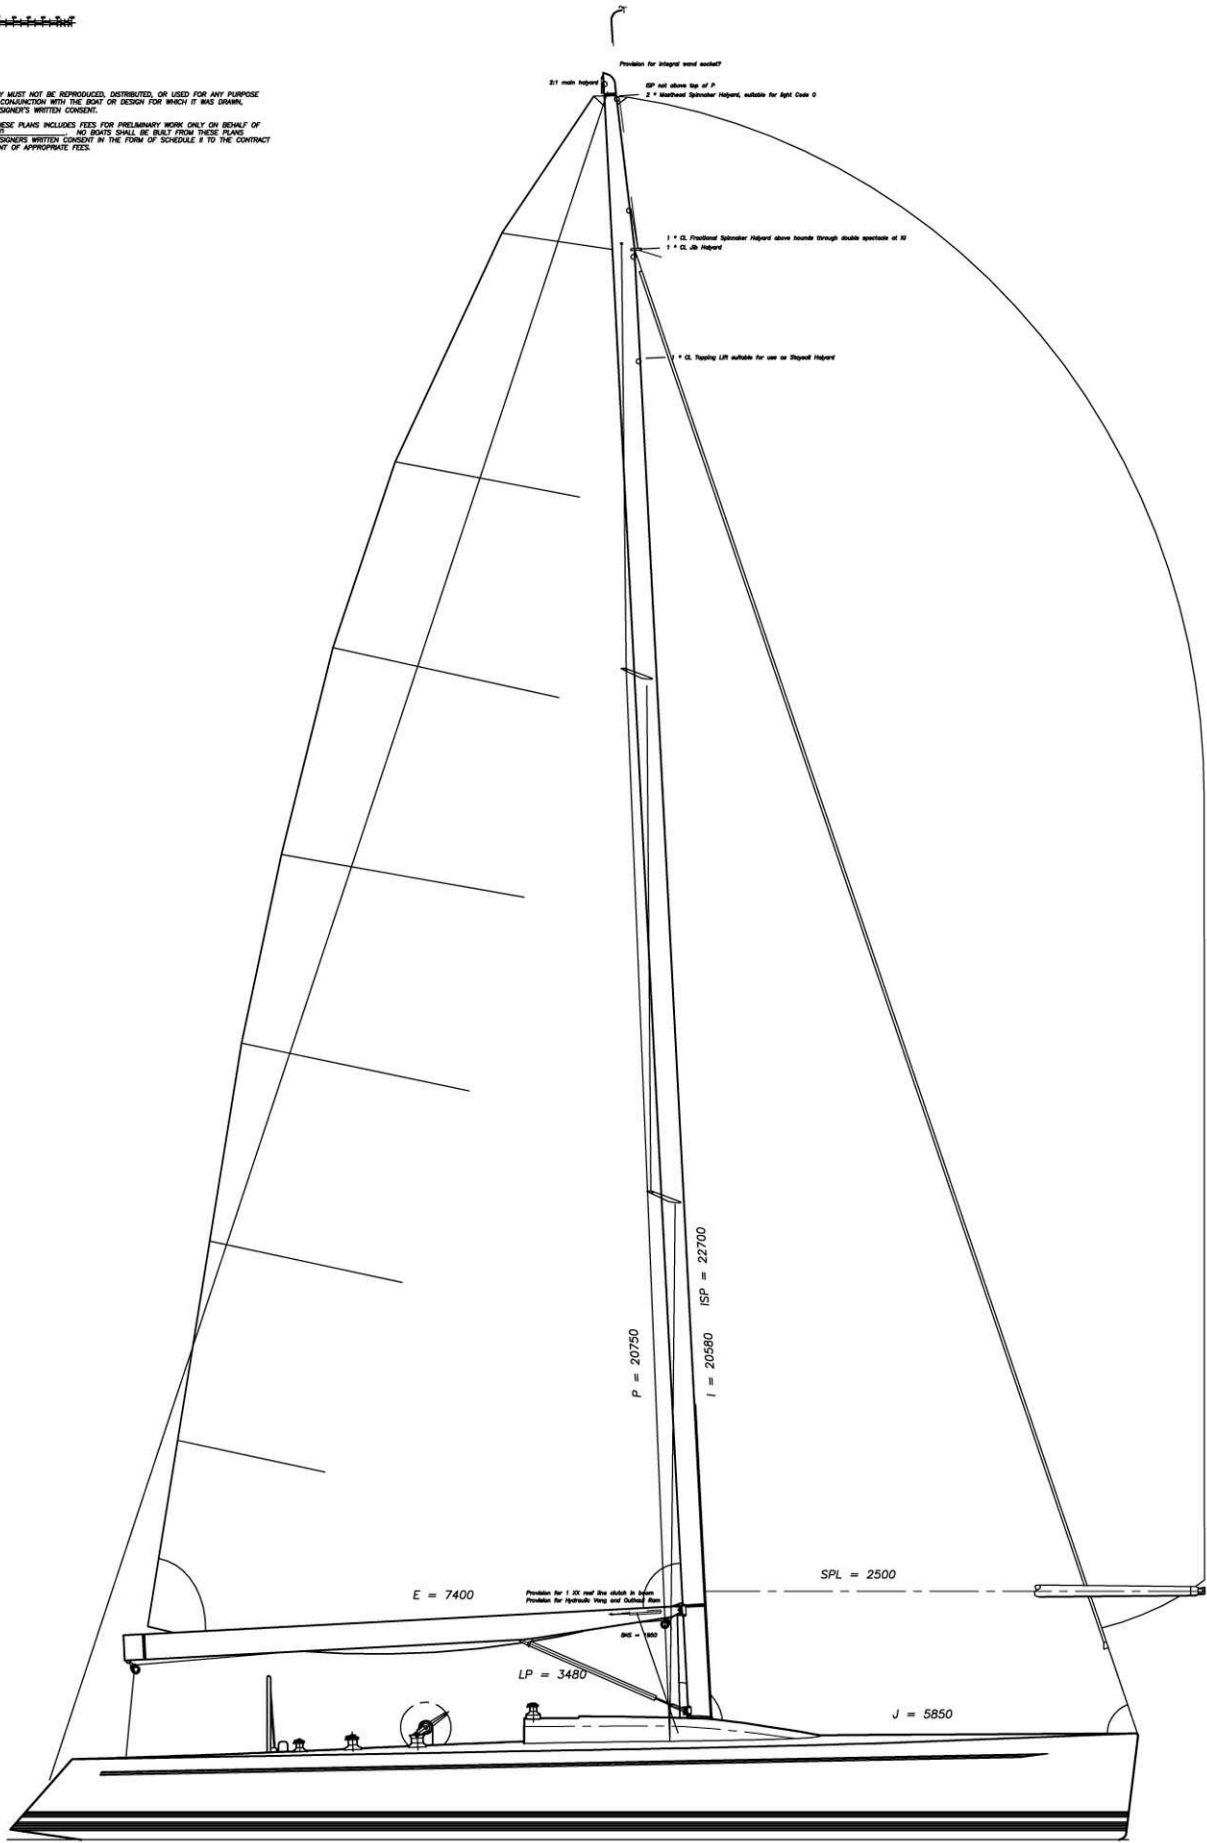 Provision for integral wand socket?
2:1 main halyard
ISP not above top of P
2 * Masthead Spinnaker Halyard, suitable for light Code 0
Y MUST NOT BE REPRODUCED, DISTRIBUTED, OR USED FOR ANY PURPOSE
CONJUNCTION WITH THE BOAT OR DESIGN FOR WHICH IT WAS DRAWN,
SIGNER'S WRITTEN CONSENT.
ESE PLANS INCLUDES FEES FOR PRELIMINARY WORK ONLY ON BEHALF OF
NO BOATS SHALL BE BUILT FROM THESE PLANS
SIGNERS WRITTEN CONSENT IN THE FORM OF SCHEDULE II TO THE CONTRACT
NT OF APPROPRIATE FEES.
1 * CL Fractional Spinnaker Halyard above hounds through double spectacle at
1 * CL Jib Halyard
1 * CL Topping Lift suitable for use as Staysail Halyard
ISP = 22700
P = 20750
I = 20580
SPL = 2500
E = 7400
Provision for 1 XX reef line clutch in boom
Provision for Hydraulic Vang and Outhaul Ram
BAS = 1950
LP = 3480
J = 5850